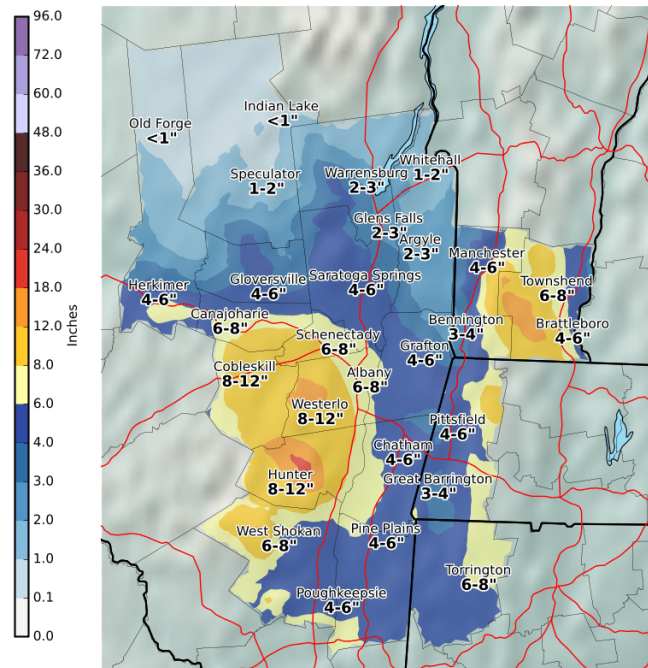 96.0
72.0
60.0
48.0
36.0
30.0
24.0
18.0
12.0
8.0
6.0
4.0
3.0
2.0
1.0
0.1
0.0
Inches
Indian Lake
<1"
Old Forge
<1"
Whitehall
1-2"
Speculator
1-2"
Warrensburg
2-3"
Glens Falls
2-3"
Argyle
2-3"
Manchester
4-6"
Herkimer
4-6"
Gloversville
4-6"
Saratoga Springs
4-6"
Townshend
6-8"
Canajoharie
6-8"
Bennington
3-4"
Brattleboro
4-6"
Schenectady
6-8"
Grafton
4-6"
Cobleskill
8-12"
Albany
6-8"
Westerlo
8-12"
Pittsfield
4-6"
Chatham
4-6"
Hunter
8-12"
Great Barrington
3-4"
West Shokan
6-8"
Pine Plains
4-6"
Torrington
6-8"
Poughkeepsie
4-6"